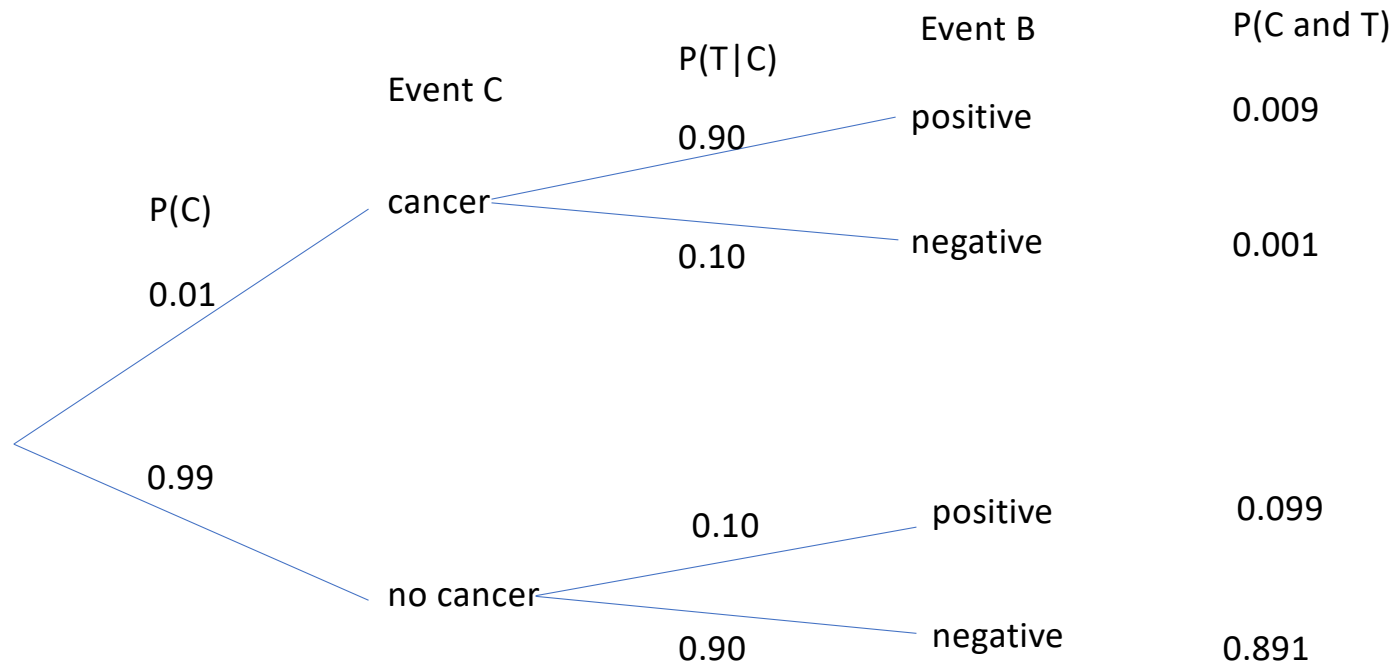 Event B
P(C and T)
P(T|C)
Event C
0.90
positive
0.009
P(C)
cancer
0.10
negative
0.001
0.01
0.99
0.10
positive
0.099
no cancer
0.90
negative
0.891